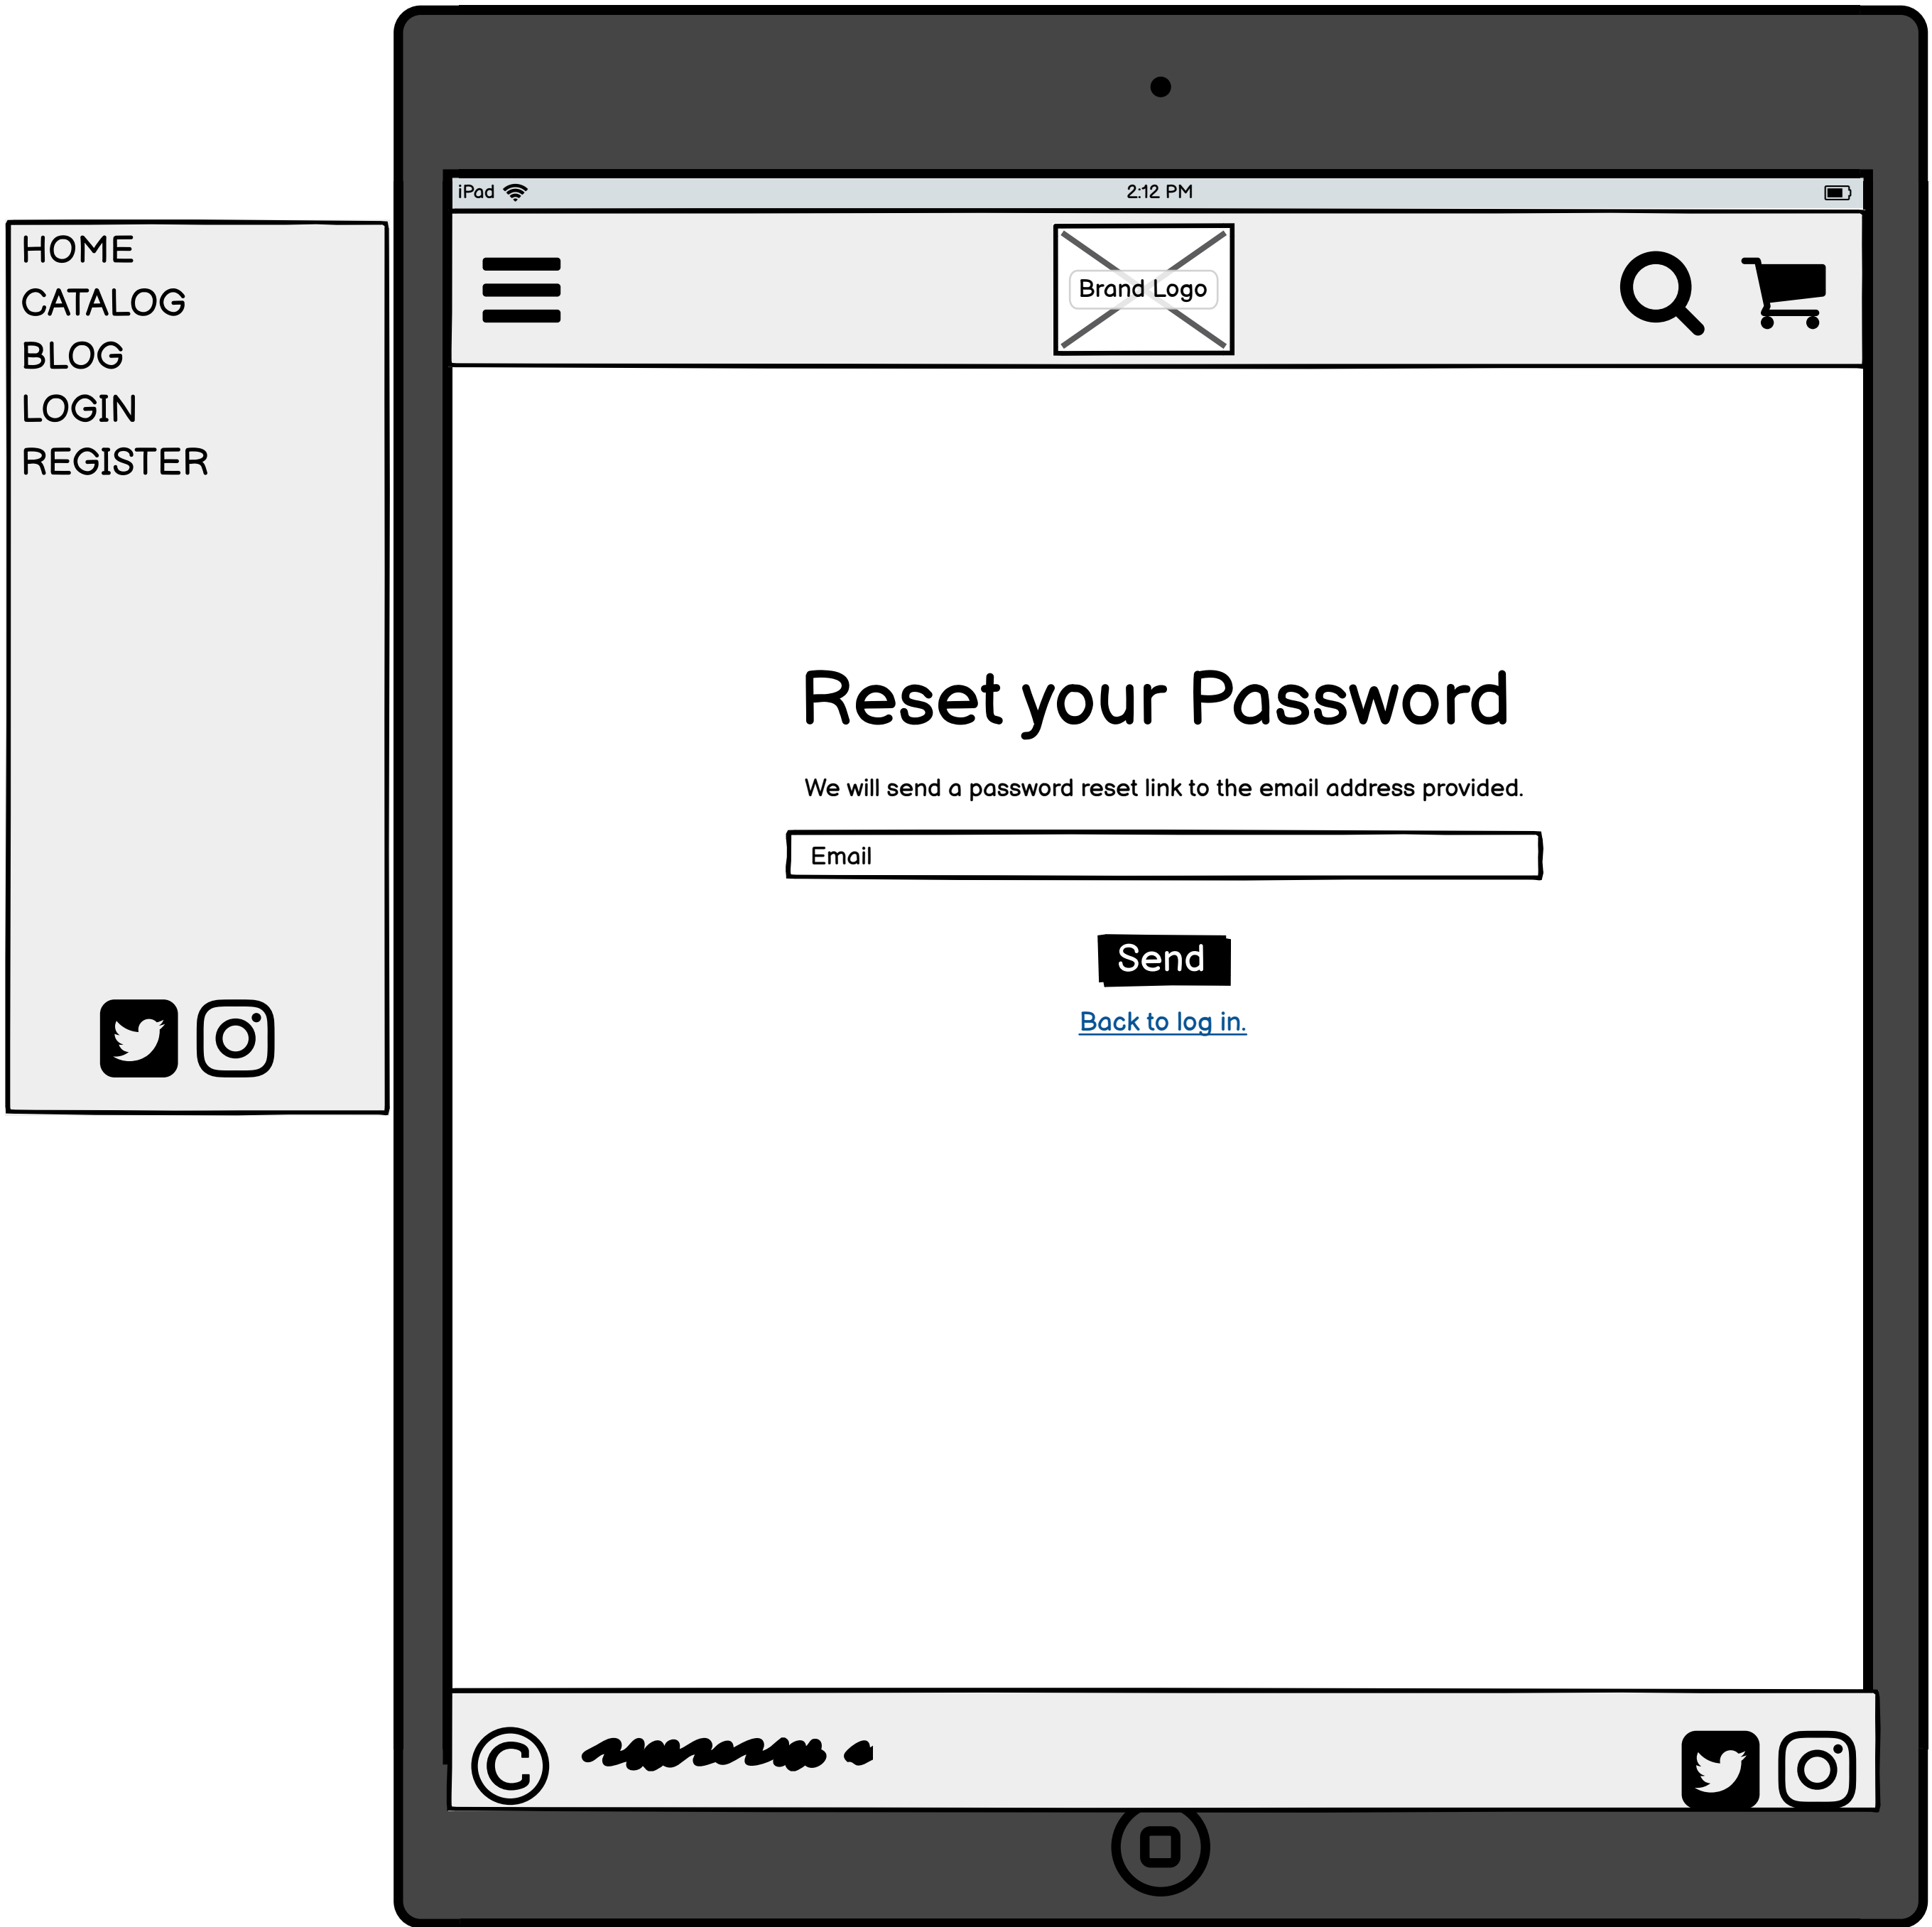 HOME
CATALOG
BLOG
LOGIN
REGISTER
iPad
2:12 PM
Brand Logo
Reset your Password
We will send a password reset link to the email address provided.
Email
Send
Back to log in.
©